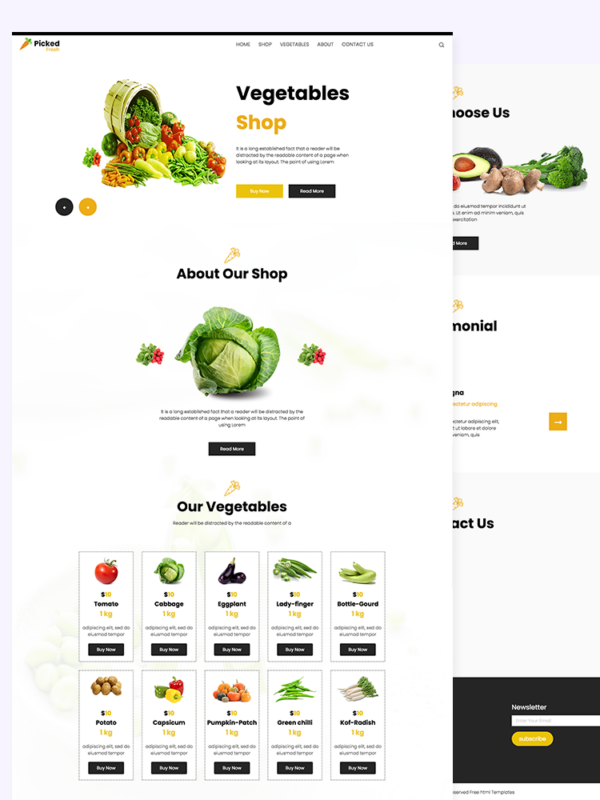 Picked
Fresh
HOME SHOP VEGETABLES ABOUT CONTACT US
Vegetables
Shop
It is a long established fact that a reader will be
distracted by the readable content of a page when
looking at its layout. The point of using Lorem
Buy Now Read More
About Our Shop
It is a long established fact that a reader will be distracted by the
readable content of a page when looking at its layout. The point of
using Lorem
Read More
Our Vegetables
Reader will be distracted by the readable content of a
$10 $10 $10 $10 $10
Tomato Cabbage Eggplant Lady-finger Bottle-Gourd
1 kg 1 kg 1 kg 1 kg 1 kg
adipiscing elit, sed do adipiscing elit, sed do adipiscing elit, sed do adipiscing elit, sed do adipiscing elit, sed do
eiusmod tempor eiusmod tempor eiusmod tempor eiusmod tempor eiusmod tempor
Buy Now Buy Now Buy Now Buy Now Buy Now
$10 $10 $10 $10 $10
Potato Capsicum Pumpkin-Patch Green chilli Kof-Radish
1 kg 1 kg 1 kg 1 kg 1 kg
adipiscing elit, sed do adipiscing elit, sed do adipiscing elit, sed do adipiscing elit, sed do adipiscing elit, sed do
eiusmod tempor eiusmod tempor eiusmod tempor eiusmod tempor eiusmod tempor
Buy Now Buy Now Buy Now Buy Now Buy Now
hoose Us
do eiusmod tempor incididunt ut
Ut enim ad minim veniam, quis
exercitation
d More
monial
gna
ectetur adipiscing
ctetur adipiscing elit,
t ut labore et dolore
veniam, quis
act Us
Newsletter
Enter Your Email
subscribe
served Free html Templates